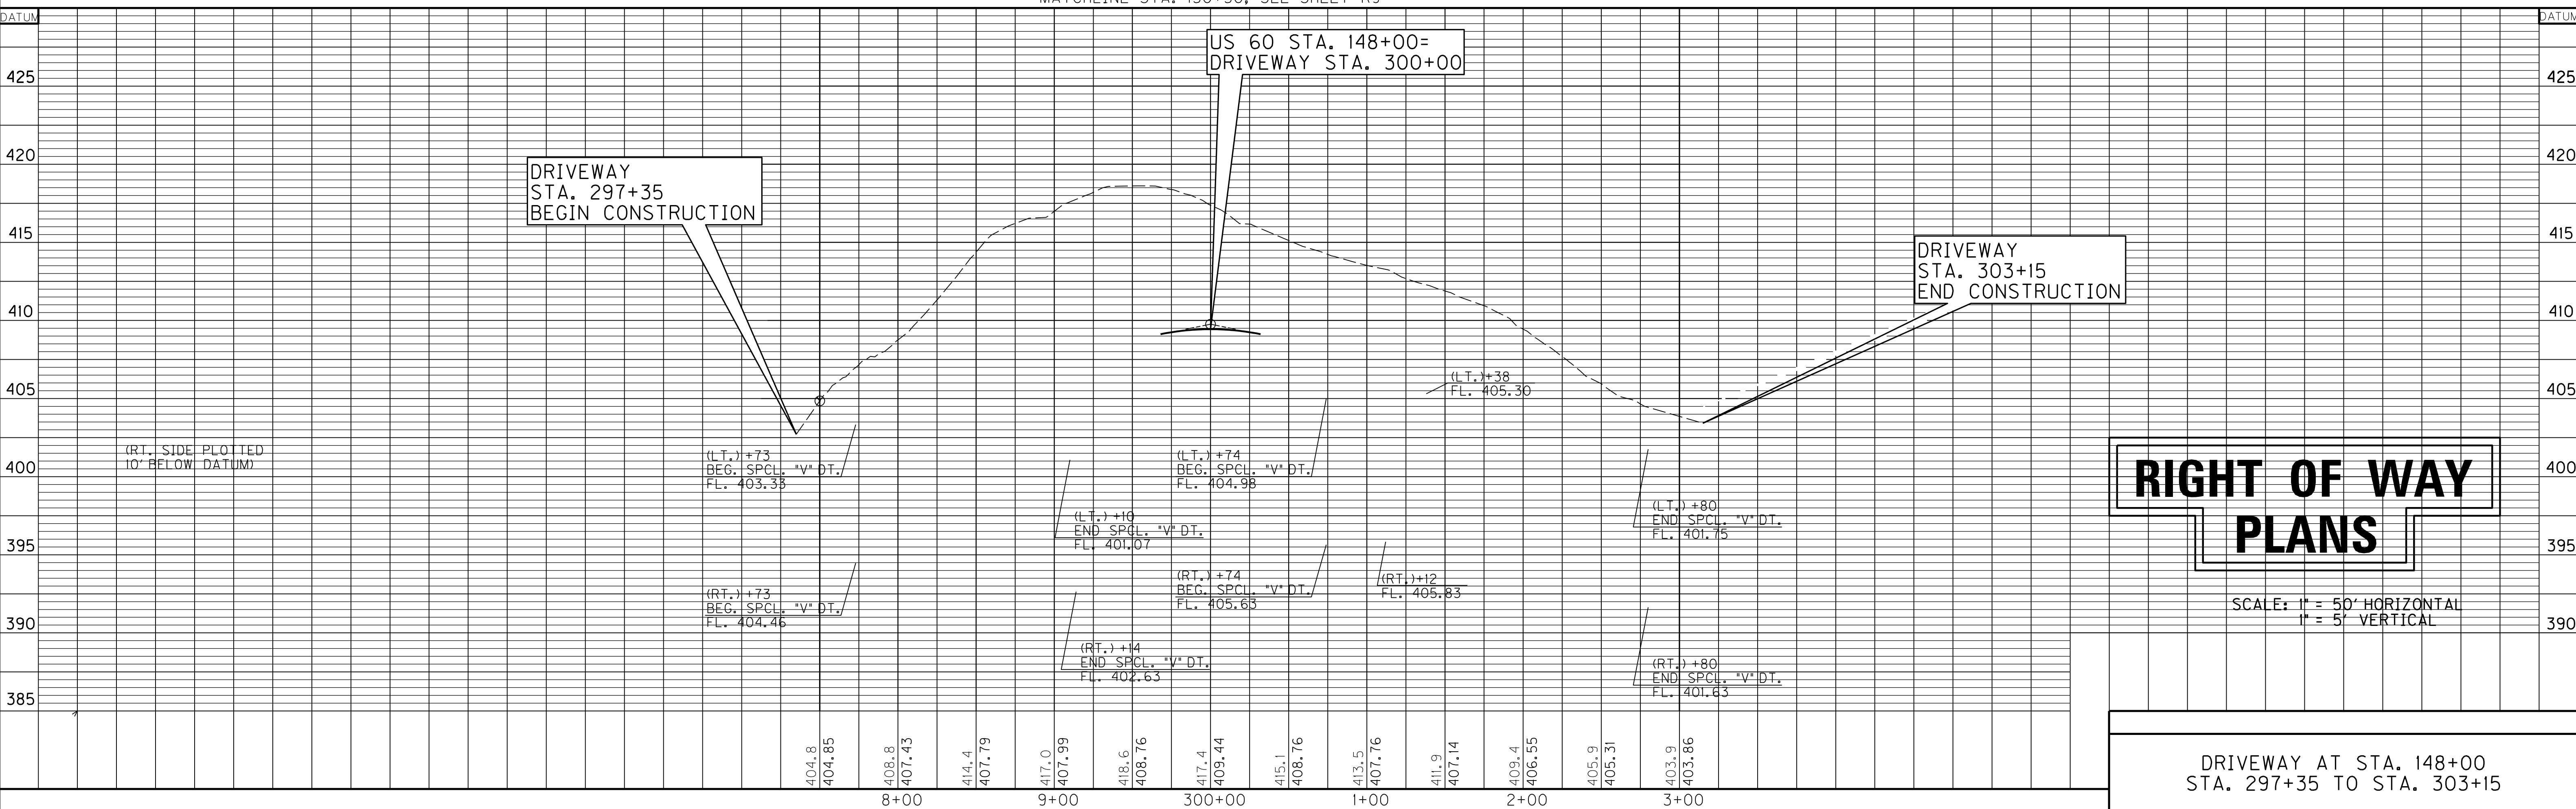 DATUM
DATUM
US 60 STA. 148+00=
DRIVEWAY STA. 300+00
425
425
420
420
DRIVEWAY
STA. 297+35
BEGIN CONSTRUCTION
415
415
DRIVEWAY
STA. 303+15
END CONSTRUCTION
410
410
405
405
(LT.)+38
FL. 405.30
(RT. SIDE PLOTTED
10' BELOW DATUM)
400
400
(LT.) +73
BEG. SPCL. "V" DT.
FL. 403.33
(LT.) +74
BEG. SPCL. "V" DT.
FL. 404.98
(LT.) +10
END SPCL. "V" DT.
FL. 401.07
(LT.) +80
END SPCL. "V" DT.
FL. 401.75
RIGHT OF WAY
PLANS
395
395
(RT.) +73
BEG. SPCL. "V" DT.
FL. 404.46
(RT.) +74
BEG. SPCL. "V" DT.
FL. 405.63
(RT.)+12
FL. 405.83
SCALE: 1" = 50' HORIZONTAL
1" = 5' VERTICAL
390
390
(RT.) +14
END SPCL. "V" DT.
FL. 402.63
(RT.) +80
END SPCL. "V" DT.
FL. 401.63
385
404.8
404.85
408.8
407.43
414.4
407.79
417.0
407.99
418.6
408.76
417.4
409.44
415.1
408.76
413.5
407.76
411.9
407.14
409.4
406.55
405.9
405.31
403.9
403.86
8+00
9+00
300+00
1+00
2+00
3+00
DRIVEWAY AT STA. 148+00
STA. 297+35 TO STA. 303+15